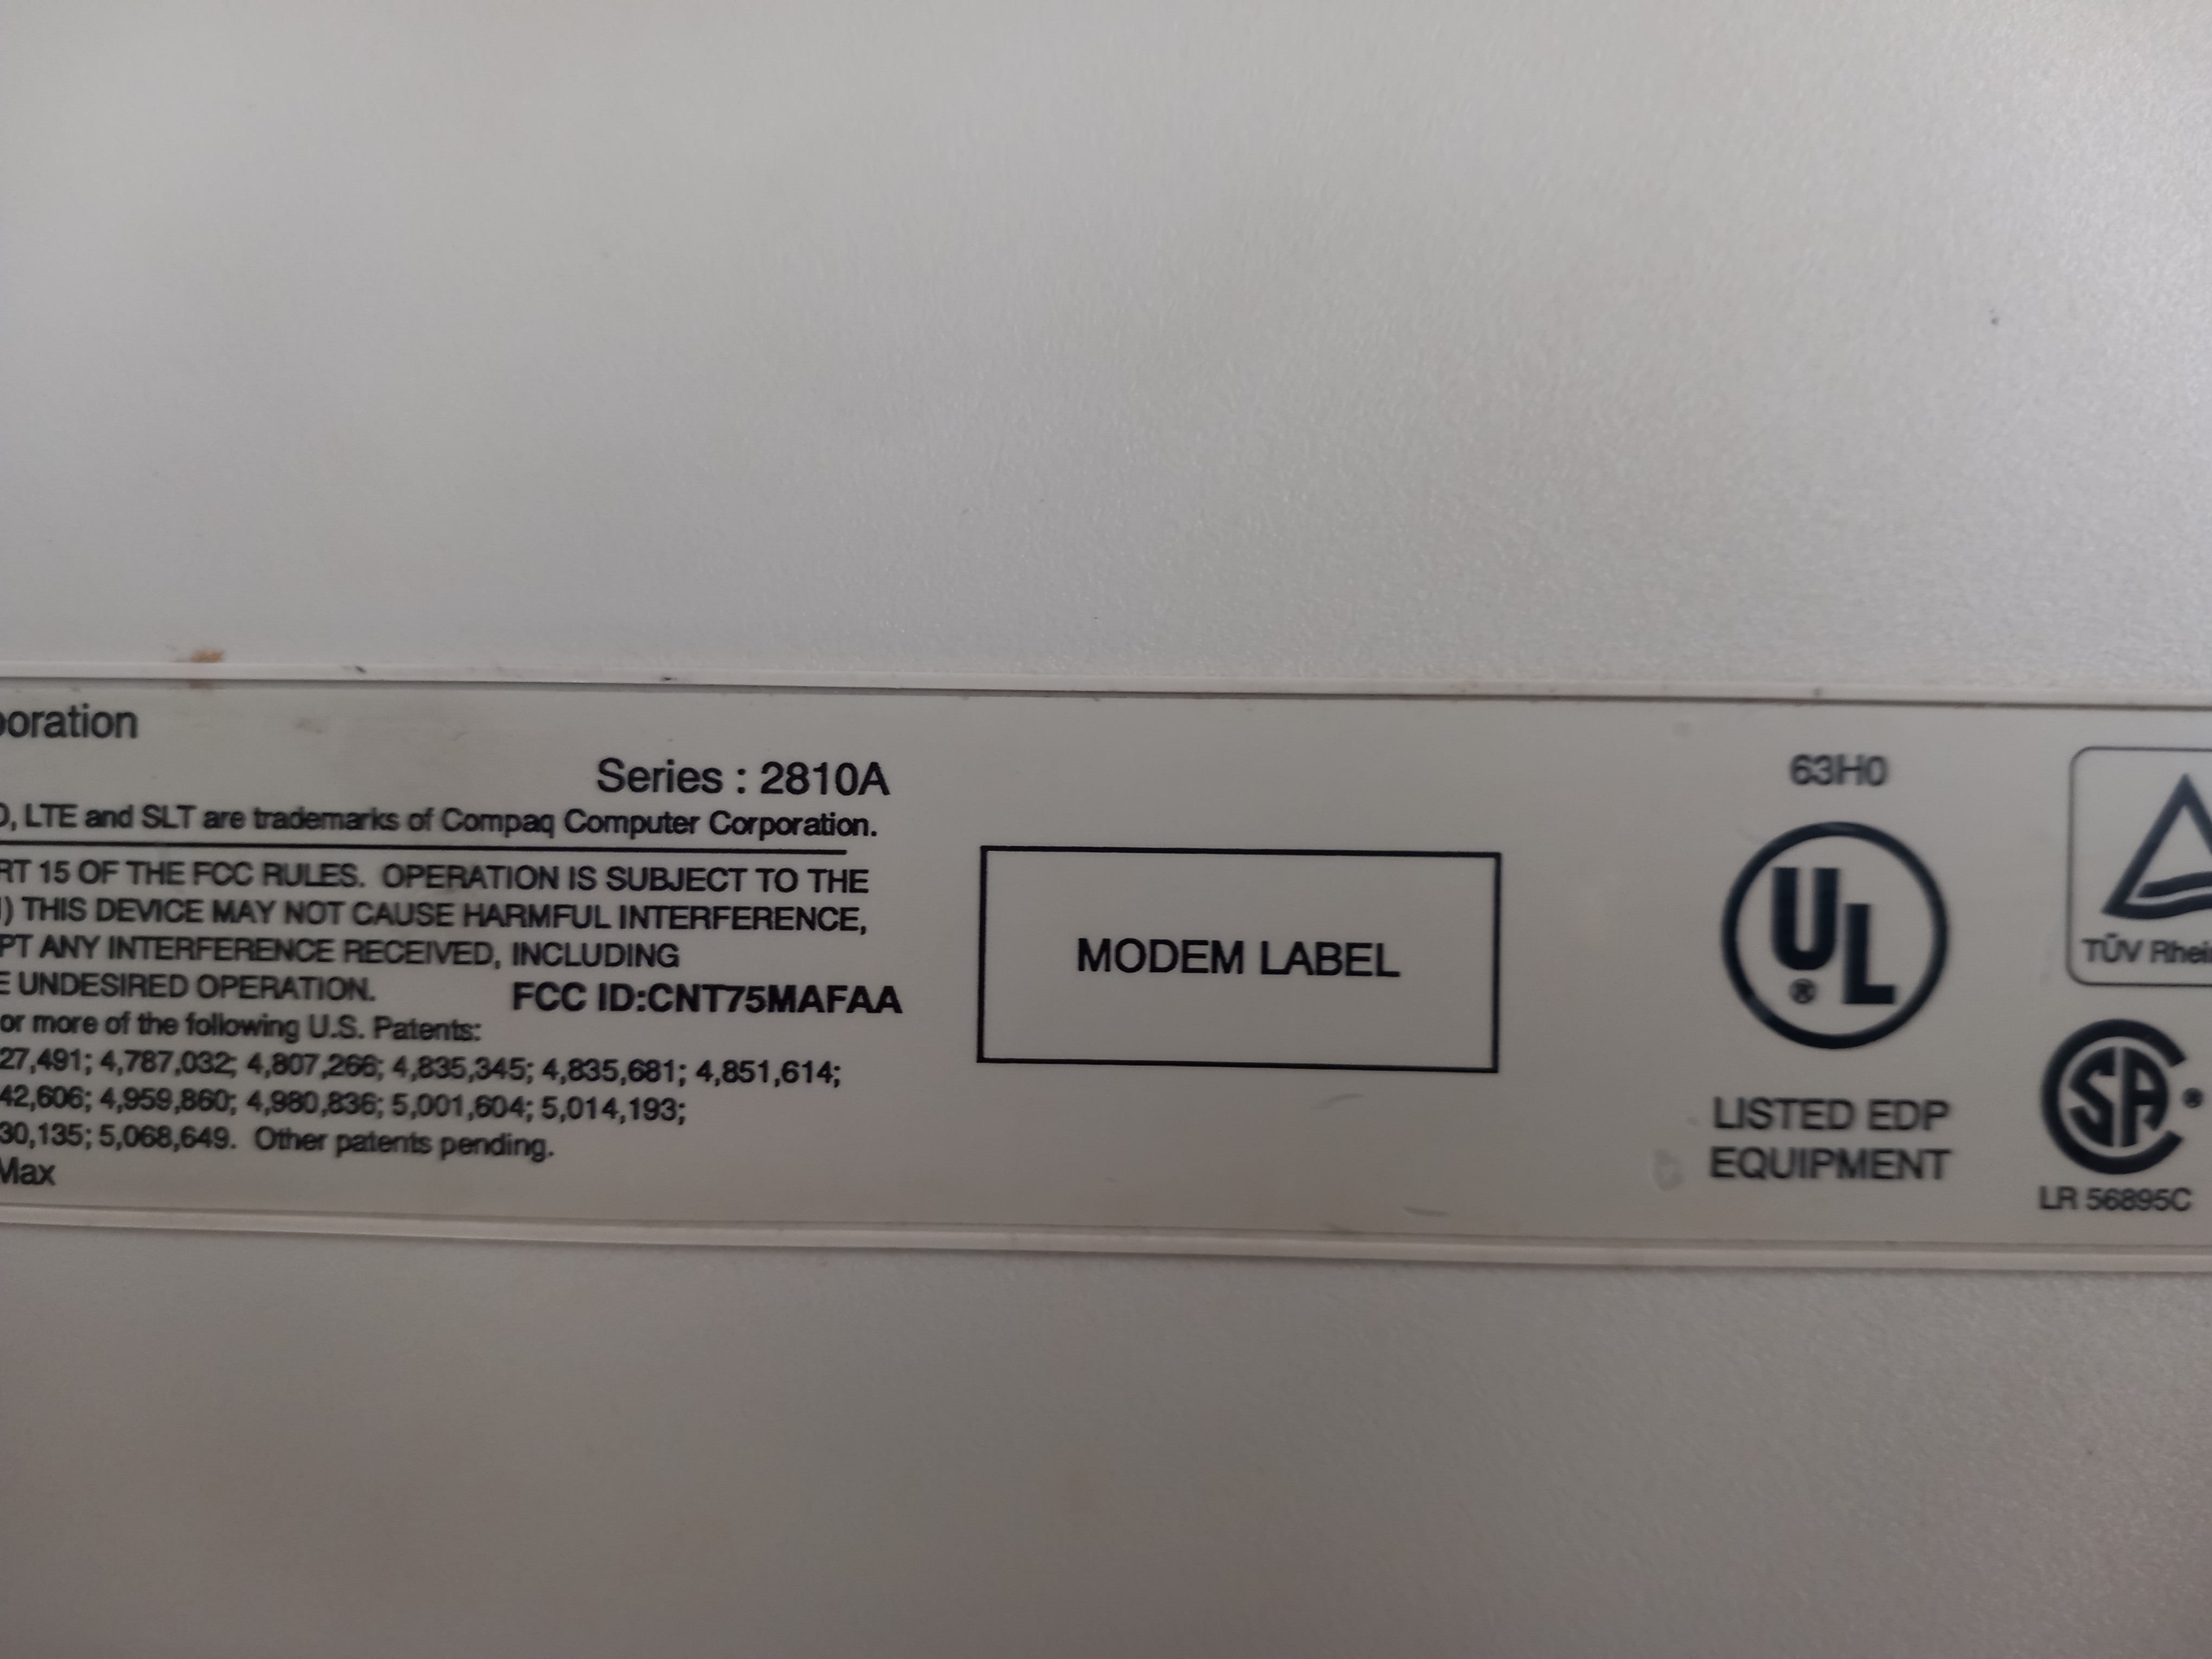 poration
Series : 2810A
, LTE and SLT are trademarks of Compaq Computer Corporation.
RT 15 OF THE FCC RULES. OPERATION IS SUBJECT TO THE
) THIS DEVICE MAY NOT CAUSE HARMFUL INTERFERENCE,
PT ANY INTERFERENCE RECEIVED, INCLUDING
E UNDESIRED OPERATION.
FCC ID:CNT75MAFAA
or more of the following U.S. Patents:
27,491; 4,787,032; 4,807,266; 4,835,345; 4,835,681; 4,851,614;
42,606; 4,959,860; 4,980,836; 5,001,604; 5,014,193;
30,135; 5,068,649. Other patents pending.
Max
MODEM LABEL
63H0
UL
®
LISTED EDP
EQUIPMENT
TÜV Rhei
SA ®
LR 56895C